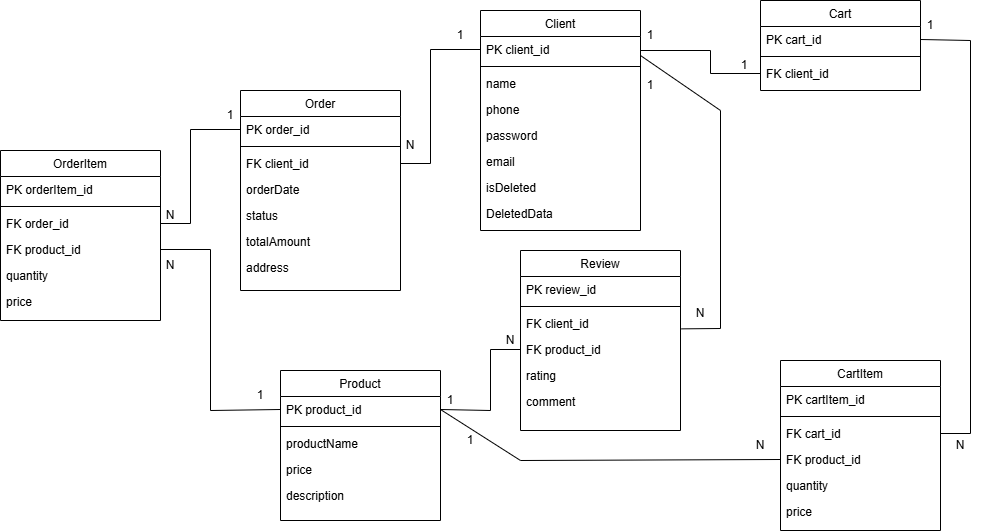 Client
PK client_id
name
phone
password
email
isDeleted
DeletedData
Cart
PK cart_id
FK client_id
Order
PK order_id
FK client_id
orderDate
status
totalAmount
address
OrderItem
PK orderItem_id
FK order_id
FK product_id
quantity
price
Review
PK review_id
FK client_id
FK product_id
rating
comment
Product
PK product_id
productName
price
description
CartItem
PK cartItem_id
FK cart_id
FK product_id
quantity
price
1
1
1
1
1
N
1
N
N
N
N
1
1
1
N
N